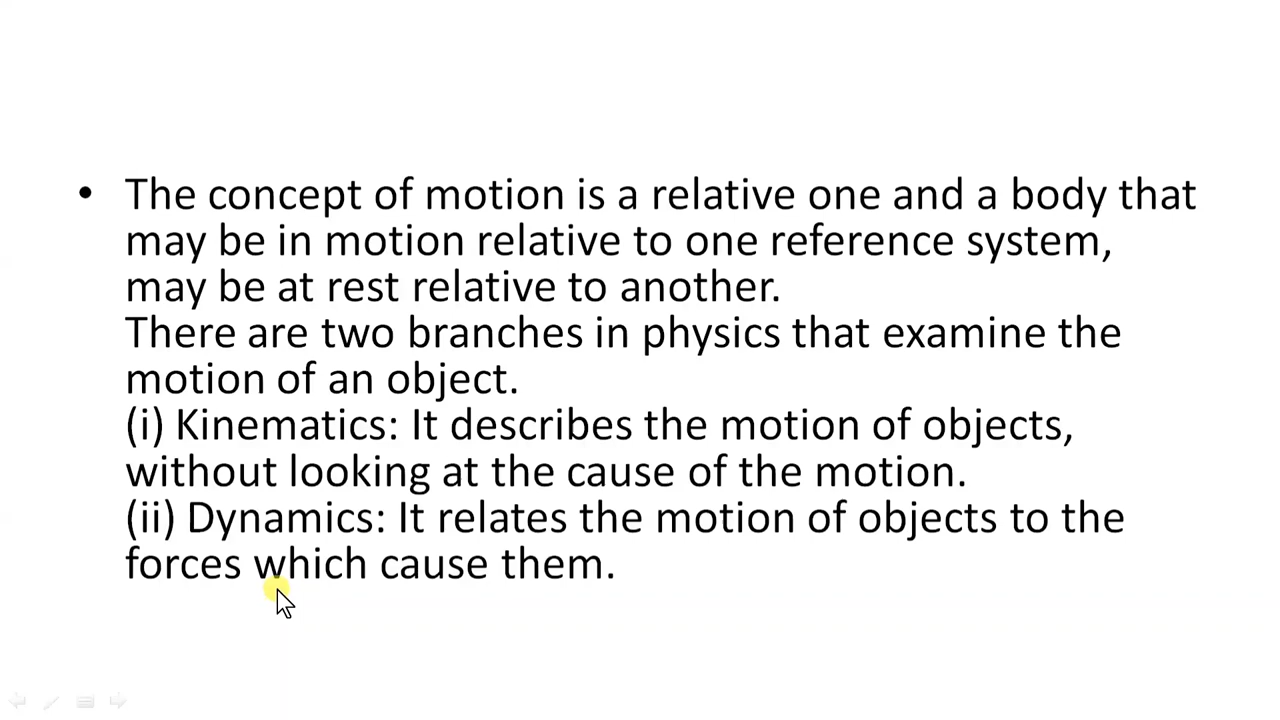 • The concept of motion is a relative one and a body that
may be in motion relative to one reference system,
may be at rest relative to another.
There are two branches in physics that examine the
motion of an object.
(i) Kinematics: It describes the motion of objects,
without looking at the cause of the motion.
(ii) Dynamics: It relates the motion of objects to the
forces which cause them.